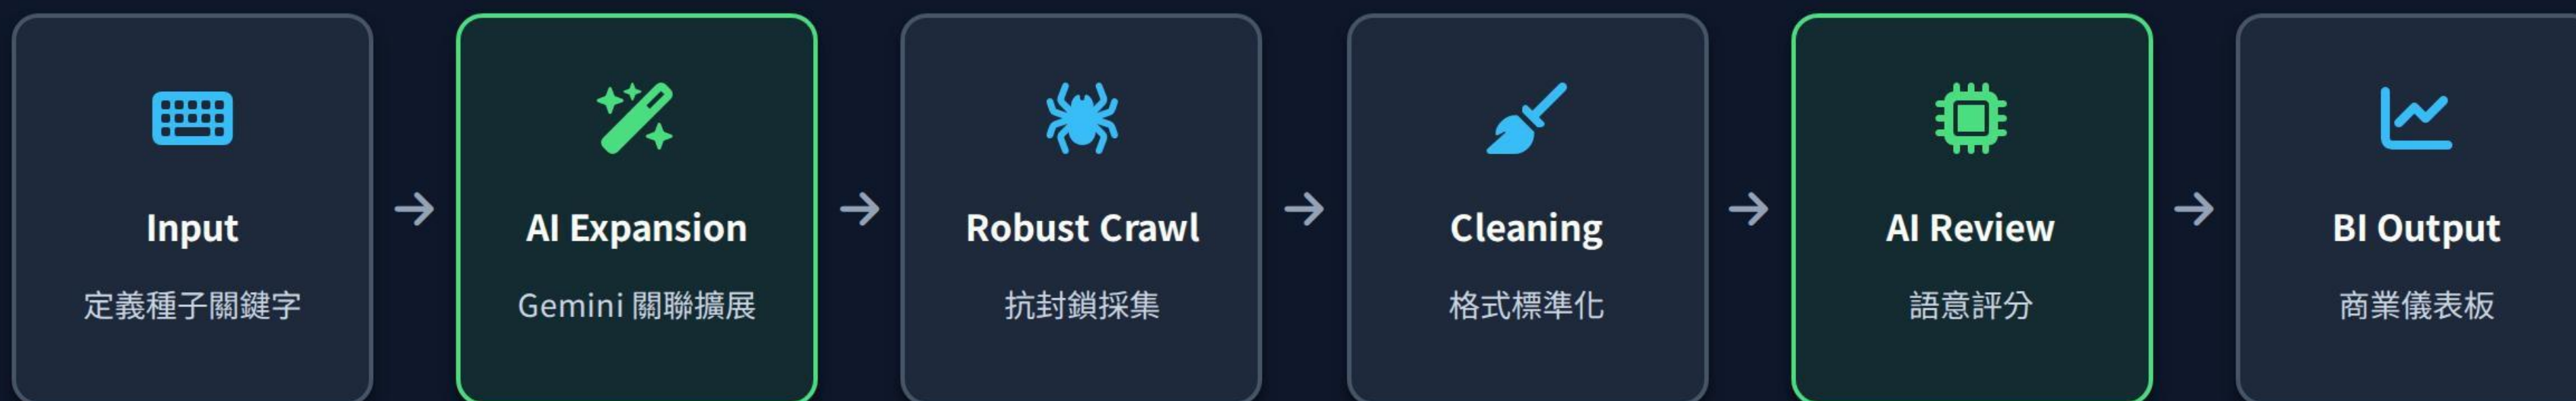 Input
定義種子關鍵字
AI Expansion
Gemini 關聯擴展
Robust Crawl
抗封鎖採集
Cleaning
格式標準化
AI Review
語意評分
BI Output
商業儀表板